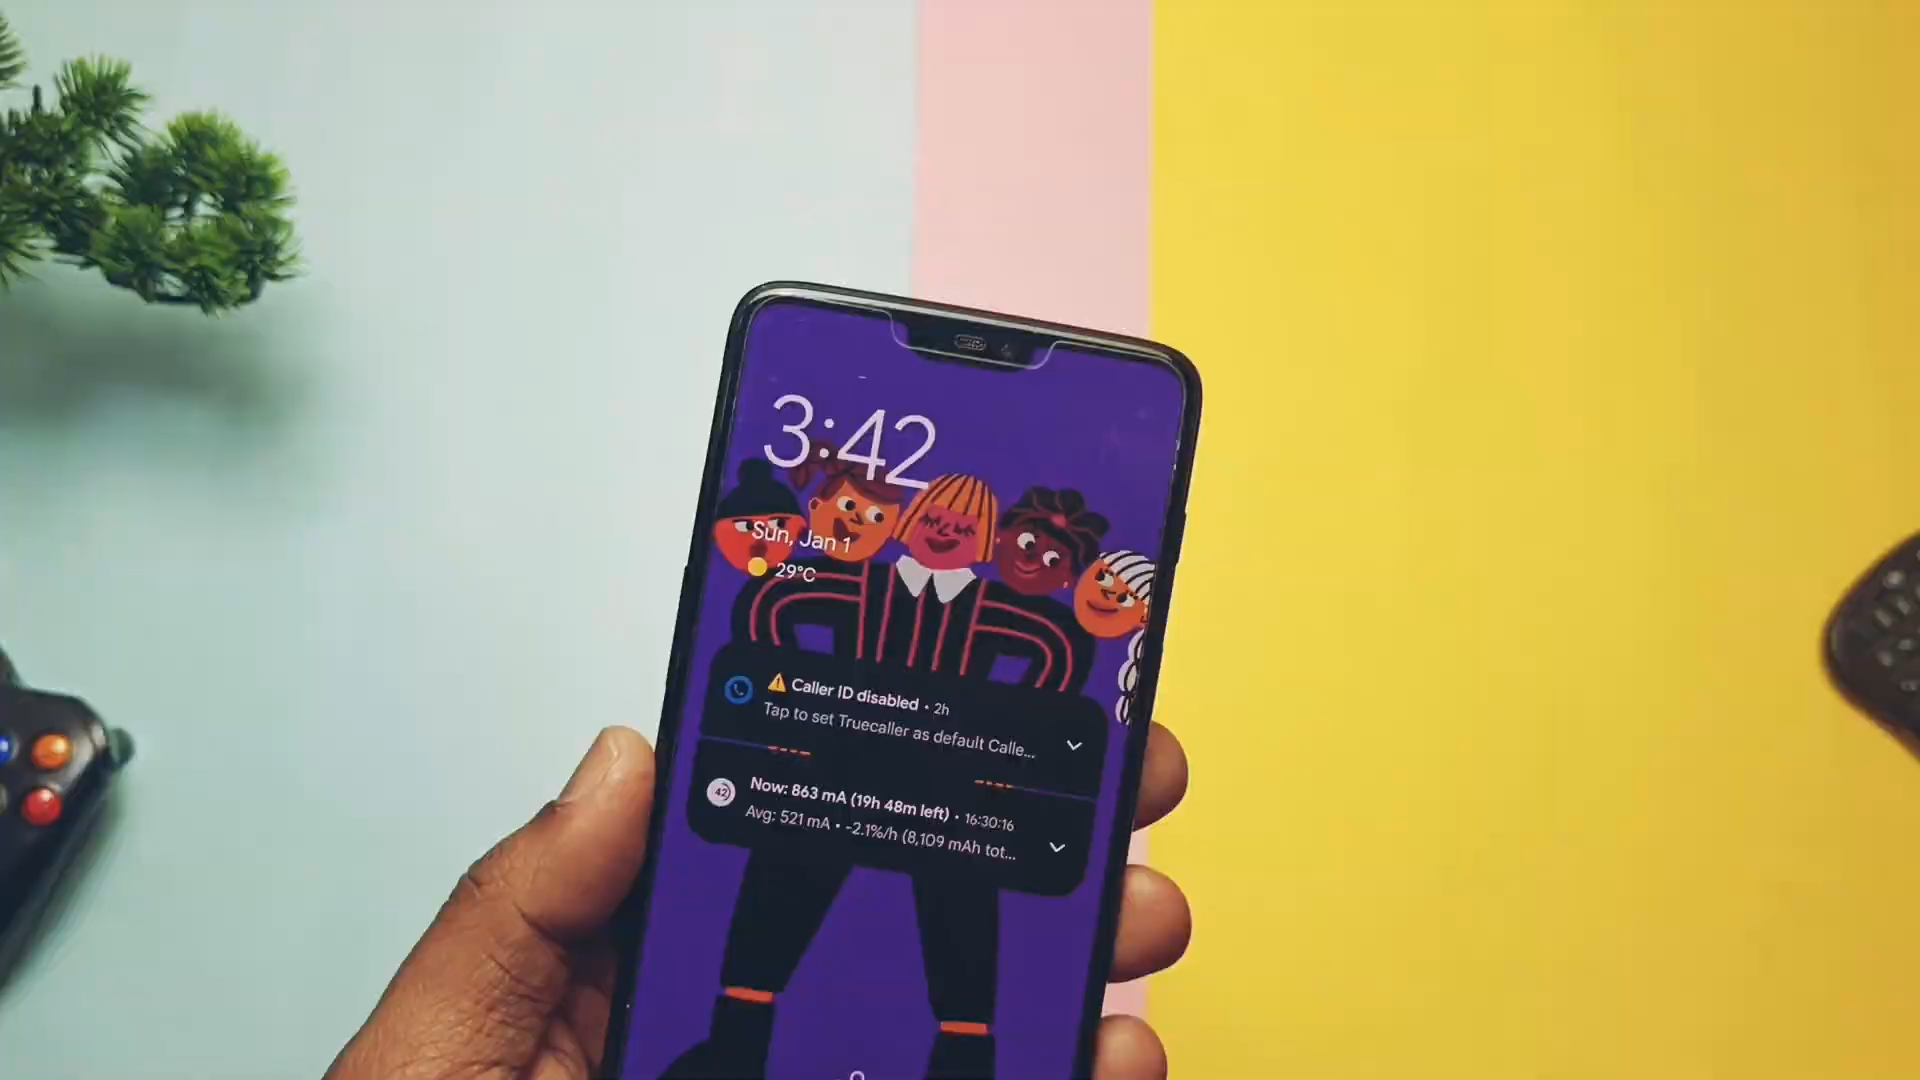 3:42
Sun, Jan 1
29°C
⚠ Caller ID disabled • 2h
Tap to set Truecaller as default Calle...
42
Now: 863 mA (19h 48m left) • 16:30:16
Avg: 521 mA • -2.1%/h (8,109 mAh tot...